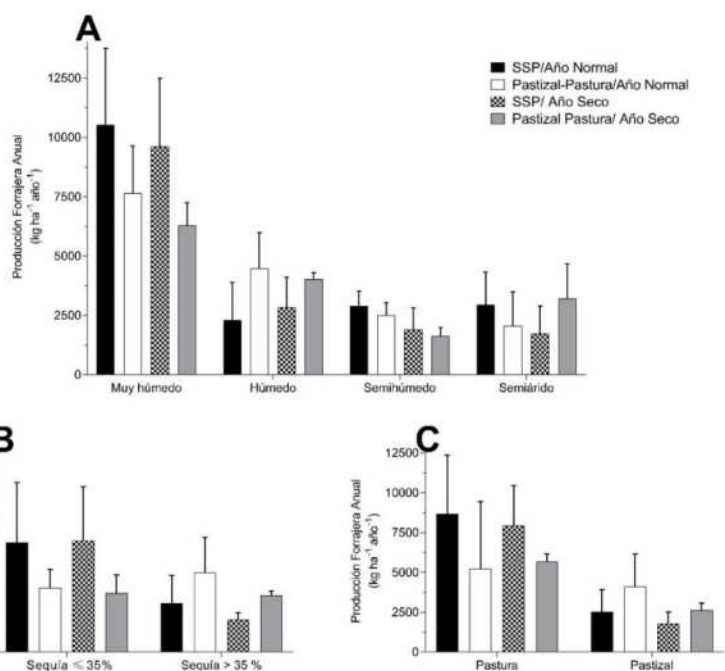 A
Producción Forrajera Anual
(kg ha⁻¹ año⁻¹)
12500
10000
7500
5000
2500
0
SSP/Año Normal
Pastizal-Pastura/Año Normal
SSP/ Año Seco
Pastizal Pastura/ Año Seco
Muy húmedo Húmedo Semihúmedo Semiárido
B
Sequía ⩽ 35% Sequía > 35 %
C
Producción Forrajera Anual
(kg ha⁻¹ año⁻¹)
12500
10000
7500
5000
2500
0
Pastura Pastizal